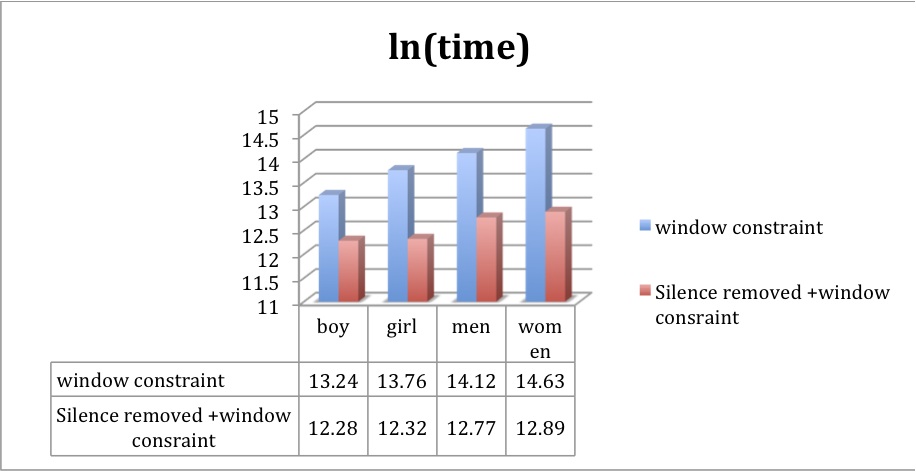 ln(time)
15
14.5
14
13.5
13
12.5
12
11.5
11
boy girl men wom
en
window constraint
Silence removed +window
consraint
window constraint 13.24 13.76 14.12 14.63
Silence removed +window
consraint 12.28 12.32 12.77 12.89